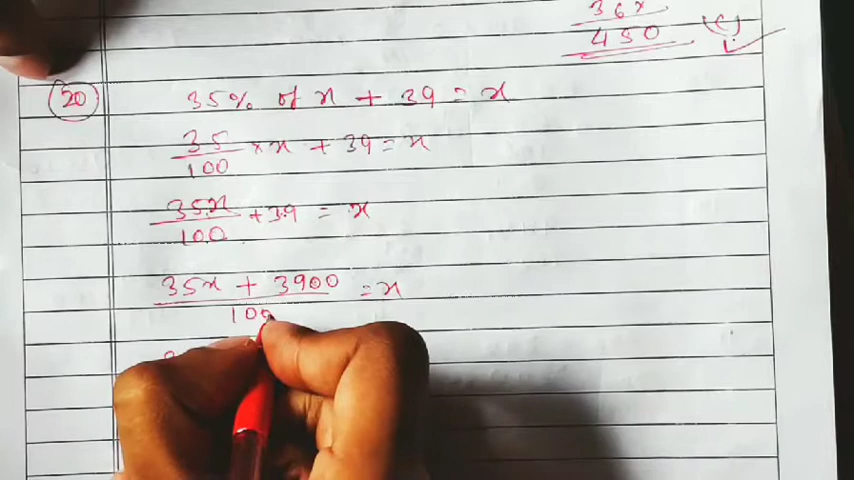 36x
450 (c)
20 35% of x + 39 = x
35/100 × x + 39 = x
35x/100 + 39 = x
35x + 3900/100 = x